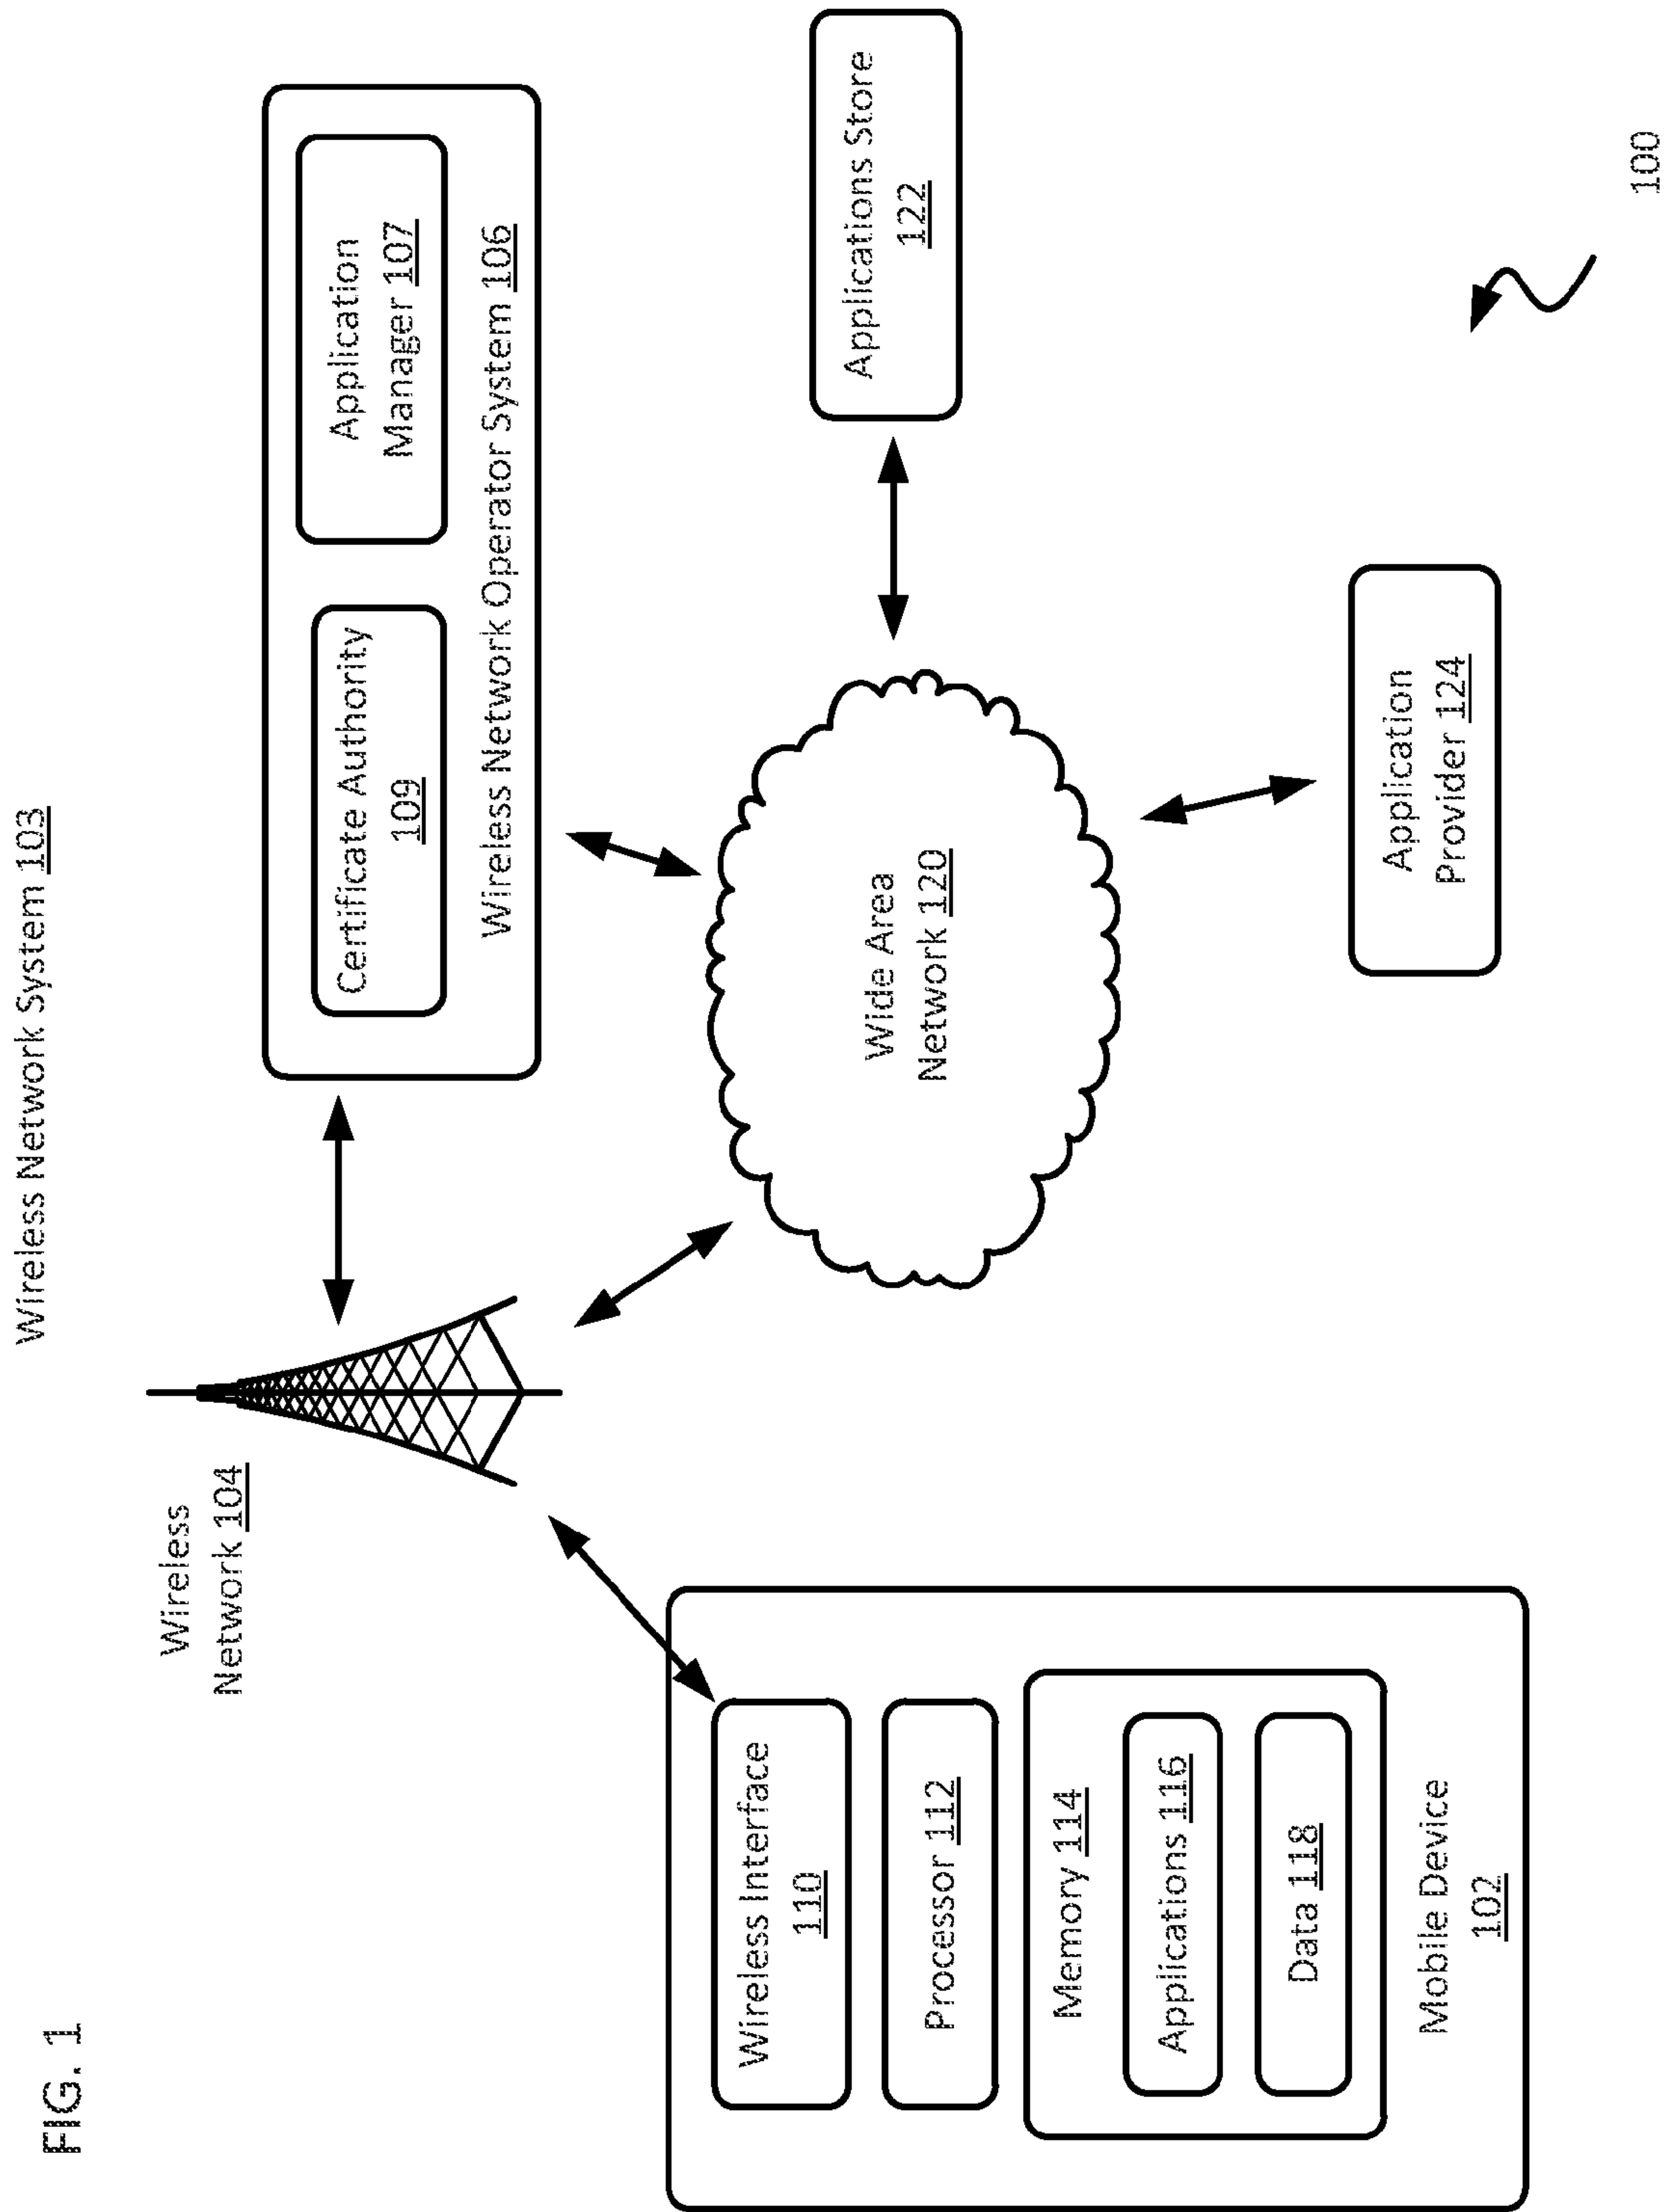 FIG. 1
Wireless Network System 103
Wireless
Network 104
Certificate Authority
109
Application
Manager 107
Wireless Network Operator System 106
Wireless Interface
110
Processor 112
Memory 114
Applications 116
Data 118
Mobile Device
102
Wide Area
Network 120
Applications Store
122
Application
Provider 124
100